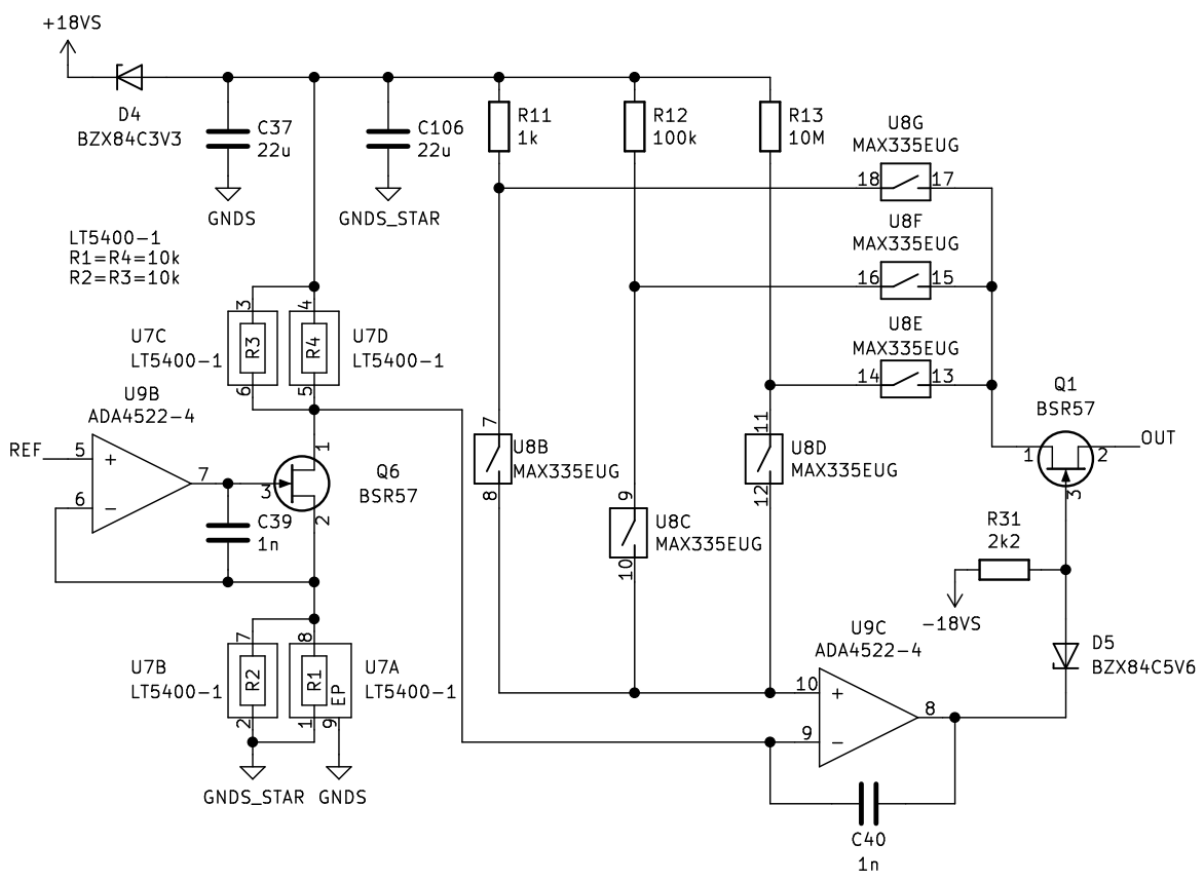 +18VS
D4
BZX84C3V3
C37
22u
GNDS
C106
22u
GNDS_STAR
R11
1k
R12
100k
R13
10M
U8G
MAX335EUG
18
17
U8F
MAX335EUG
16
15
U8E
MAX335EUG
14
13
LT5400-1
R1=R4=10k
R2=R3=10k
3
4
U7C
LT5400-1
R3
R4
U7D
LT5400-1
6
5
U9B
ADA4522-4
REF
5
+
6
−
7
C39
1n
1
3
2
Q6
BSR57
7
U8B
MAX335EUG
8
9
U8C
MAX335EUG
10
11
U8D
MAX335EUG
12
Q1
BSR57
1
2
3
OUT
R31
2k2
-18VS
D5
BZX84C5V6
7
8
U7B
LT5400-1
R2
R1
EP
U7A
LT5400-1
2
1
9
GNDS_STAR
GNDS
U9C
ADA4522-4
10
+
9
−
8
C40
1n